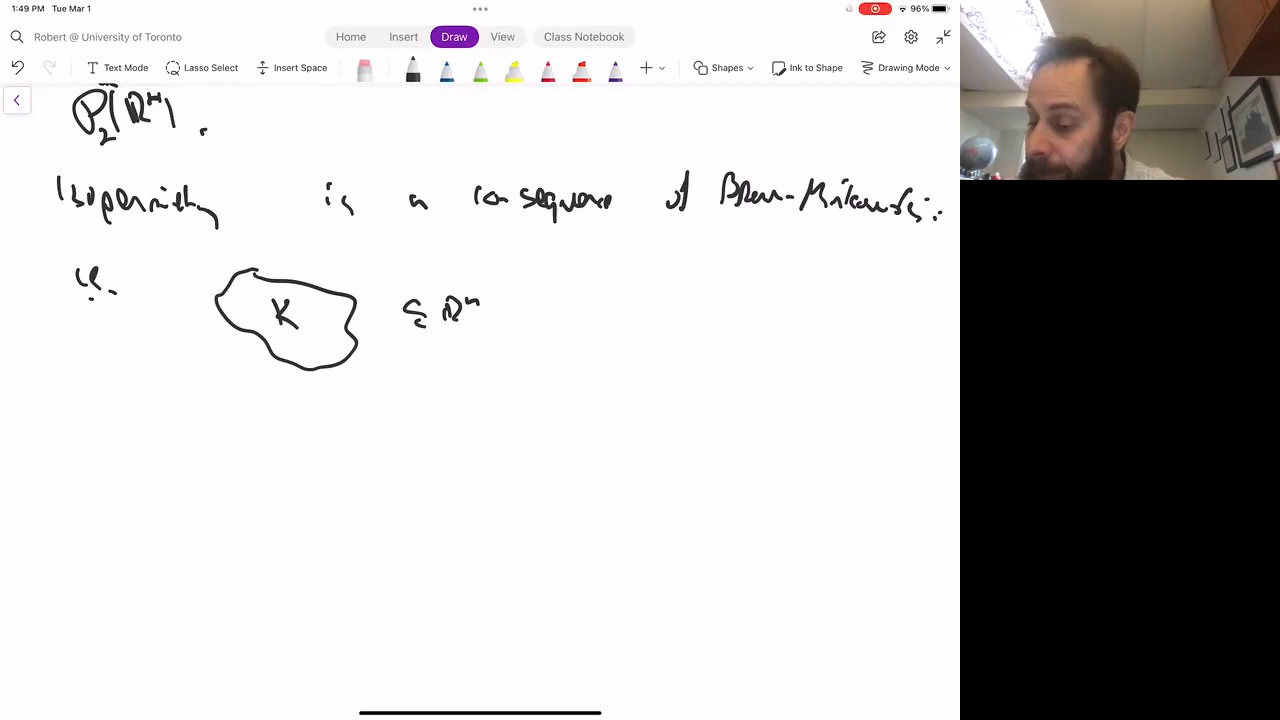 1:49 PM Tue Mar 1 96%
Robert @ University of Toronto Home Insert Draw View Class Notebook
Text Mode Lasso Select Insert Space Shapes Ink to Shape Drawing Mode
P₂(ℝⁿ).
Isoperimetry is a consequence of Brunn-Minkowski:
K ⊆ ℝⁿ